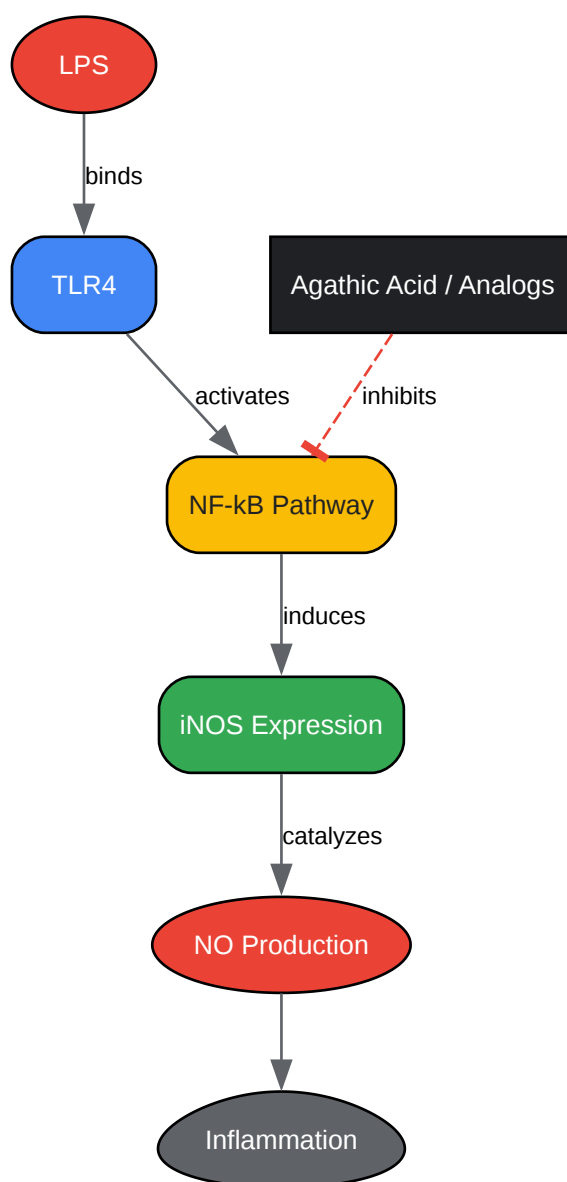 LPS
binds
TLR4
Agathic Acid / Analogs
activates
inhibits
NF-kB Pathway
induces
iNOS Expression
catalyzes
NO Production
Inflammation